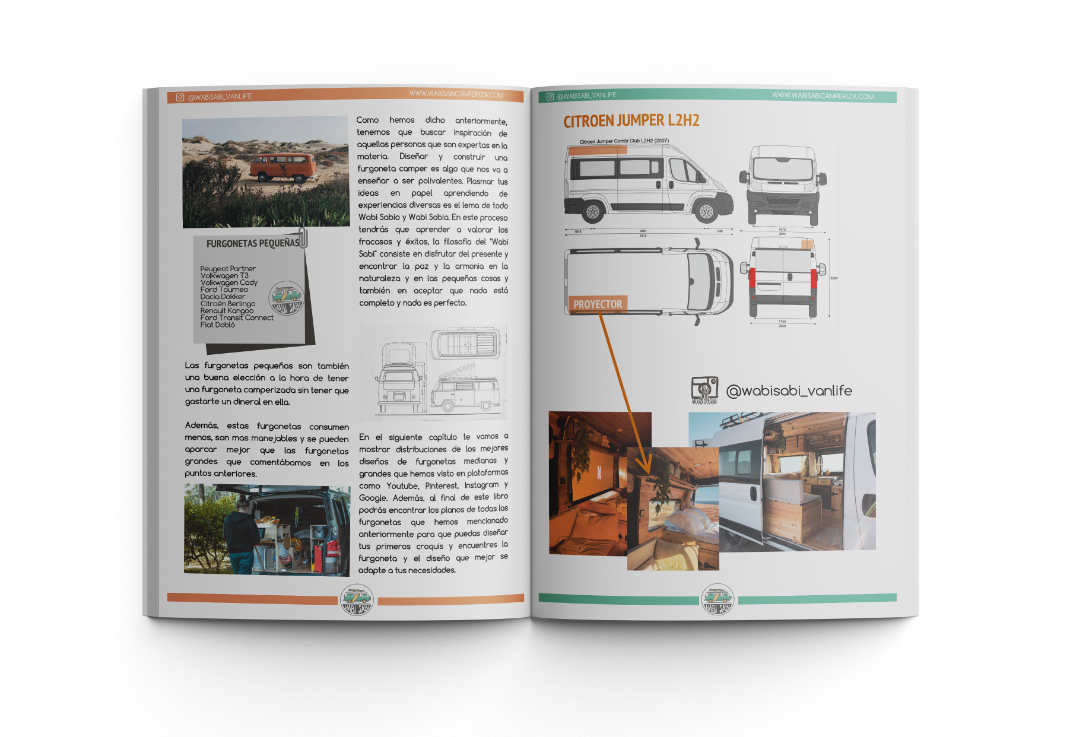 @WABISABI_VANLIFE
WWW.WABISABICAMPERIZA.COM
FURGONETAS PEQUEÑAS
Peugeot Partner
Volkwagen T3
Volkwagen Cady
Ford Tourneo
Dacia Dokker
Citroën Berlingo
Renault Kangoo
Ford Transit Connect
Fiat Dobló
Las furgonetas pequeñas son también
una buena elección a la hora de tener
una furgoneta camperizada sin tener que
gastarte un dineral en ella.
Además, estas furgonetas consumen
menos, son mas manejables y se pueden
aparcar mejor que las furgonetas
grandes que comentábamos en los
puntos anteriores.
Como hemos dicho anteriormente,
tenemos que buscar inspiración de
aquellas personas que son expertas en la
materia. Diseñar y construir una
furgoneta camper es algo que nos va a
enseñar a ser polivalentes. Plasmar tus
ideas en papel aprendiendo de
experiencias diversas es el lema de todo
Wabi Sabio y Wabi Sabia. En este proceso
tendrás que aprender a valorar los
fracasos y éxitos, la filosofía del "Wabi
Sabi" consiste en disfrutar del presente y
encontrar la paz y la armonía en la
naturaleza y en las pequeñas cosas y
también en aceptar que nada está
completo y nada es perfecto.
En el siguiente capítulo te vamos a
mostrar distribuciones de los mejores
diseños de furgonetas medianas y
grandes que hemos visto en plataformas
como Youtube, Pinterest, Instagram y
Google. Además, al final de este libro
podrás encontrar los planos de todas las
furgonetas que hemos mencionado
anteriormente para que puedas diseñar
tus primeros croquis y encuentres la
furgoneta y el diseño que mejor se
adapte a tus necesidades.
WABI SABI
@WABISABI_VANLIFE
WWW.WABISABICAMPERIZA.COM
CITROEN JUMPER L2H2
Citroen Jumper Combi Club L2H2 (2007)
PROYECTOR
@wabisabi_vanlife
WABI SABI